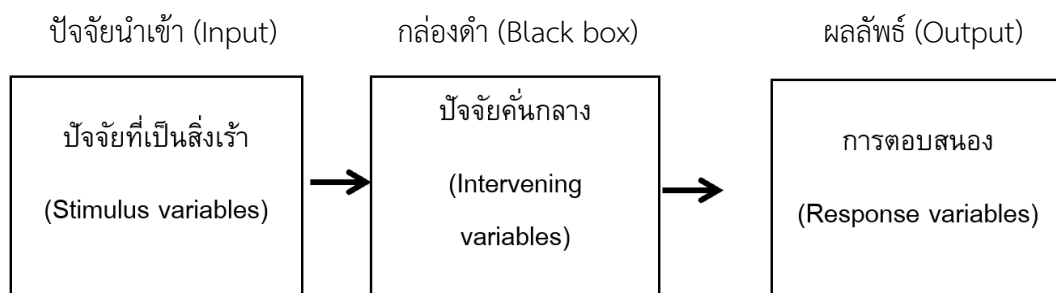 ปัจจัยนำเข้า (Input)
กล่องดำ (Black box)
ผลลัพธ์ (Output)
ปัจจัยที่เป็นสิ่งเร้า
(Stimulus variables)
ปัจจัยคั่นกลาง
(Intervening
variables)
การตอบสนอง
(Response variables)